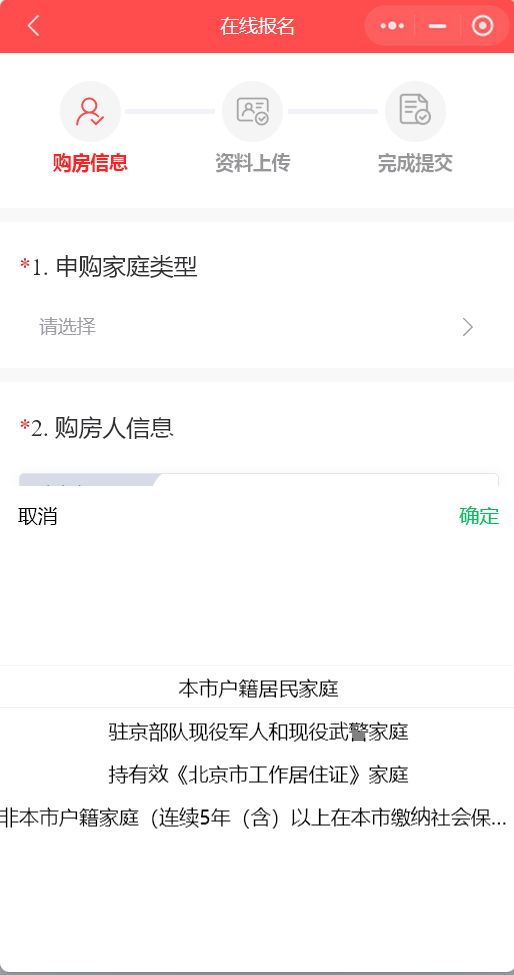 在线报名
购房信息
资料上传
完成提交
*1. 申购家庭类型
请选择
*2. 购房人信息
取消
确定
本市户籍居民家庭
驻京部队现役军人和现役武警家庭
持有效《北京市工作居住证》家庭
非本市户籍家庭（连续5年（含）以上在本市缴纳社会保...